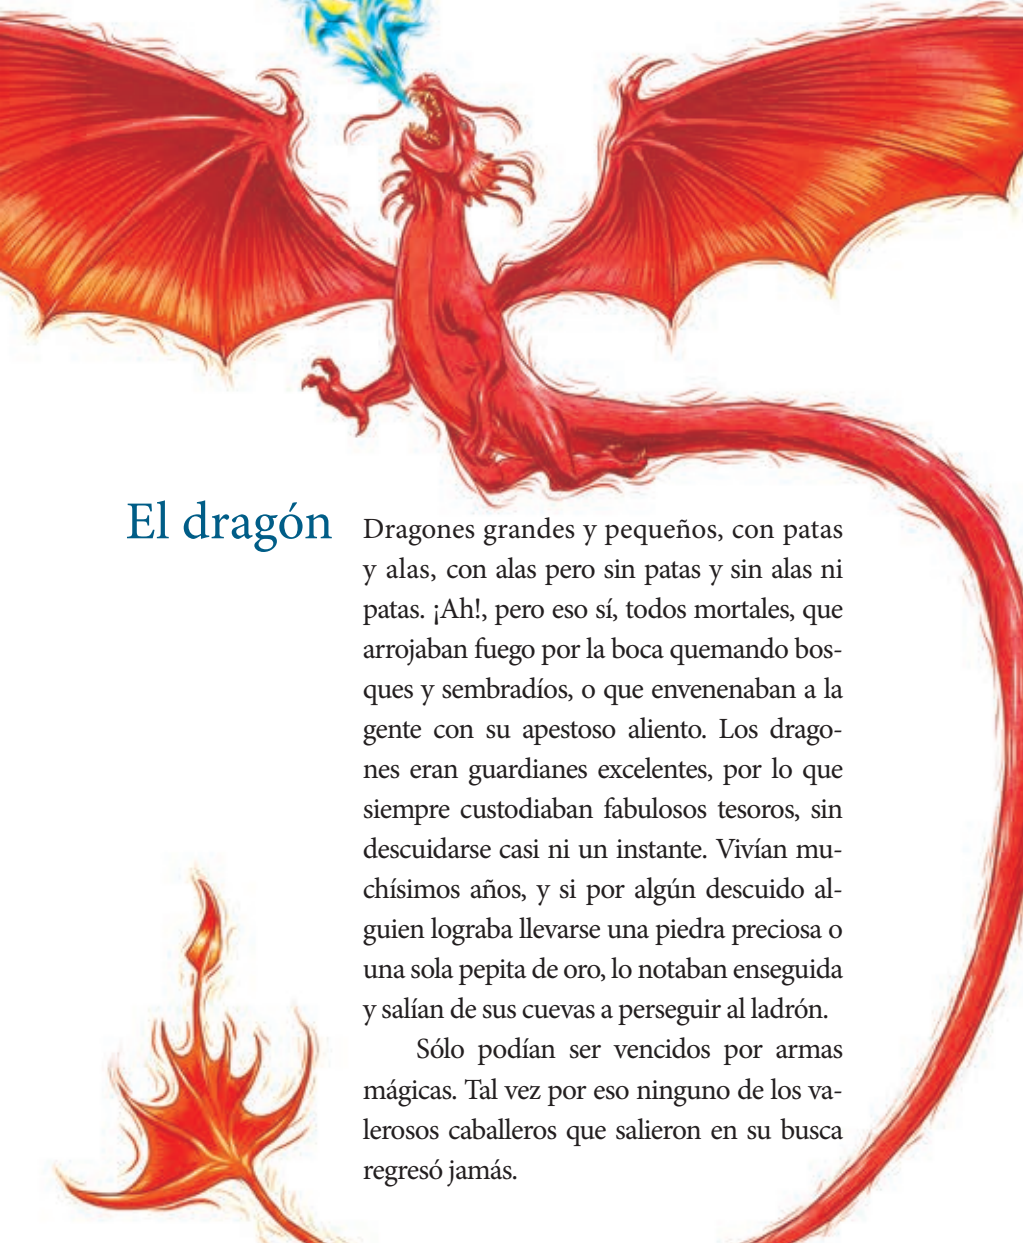 El dragón
Dragones grandes y pequeños, con patas
y alas, con alas pero sin patas y sin alas ni
patas. ¡Ah!, pero eso sí, todos mortales, que
arrojaban fuego por la boca quemando bos-
ques y sembradíos, o que envenenaban a la
gente con su apestoso aliento. Los drago-
nes eran guardianes excelentes, por lo que
siempre custodiaban fabulosos tesoros, sin
descuidarse casi ni un instante. Vivían mu-
chísimos años, y si por algún descuido al-
guien lograba llevarse una piedra preciosa o
una sola pepita de oro, lo notaban enseguida
y salían de sus cuevas a perseguir al ladrón.
Sólo podían ser vencidos por armas
mágicas. Tal vez por eso ninguno de los va-
lerosos caballeros que salieron en su busca
regresó jamás.